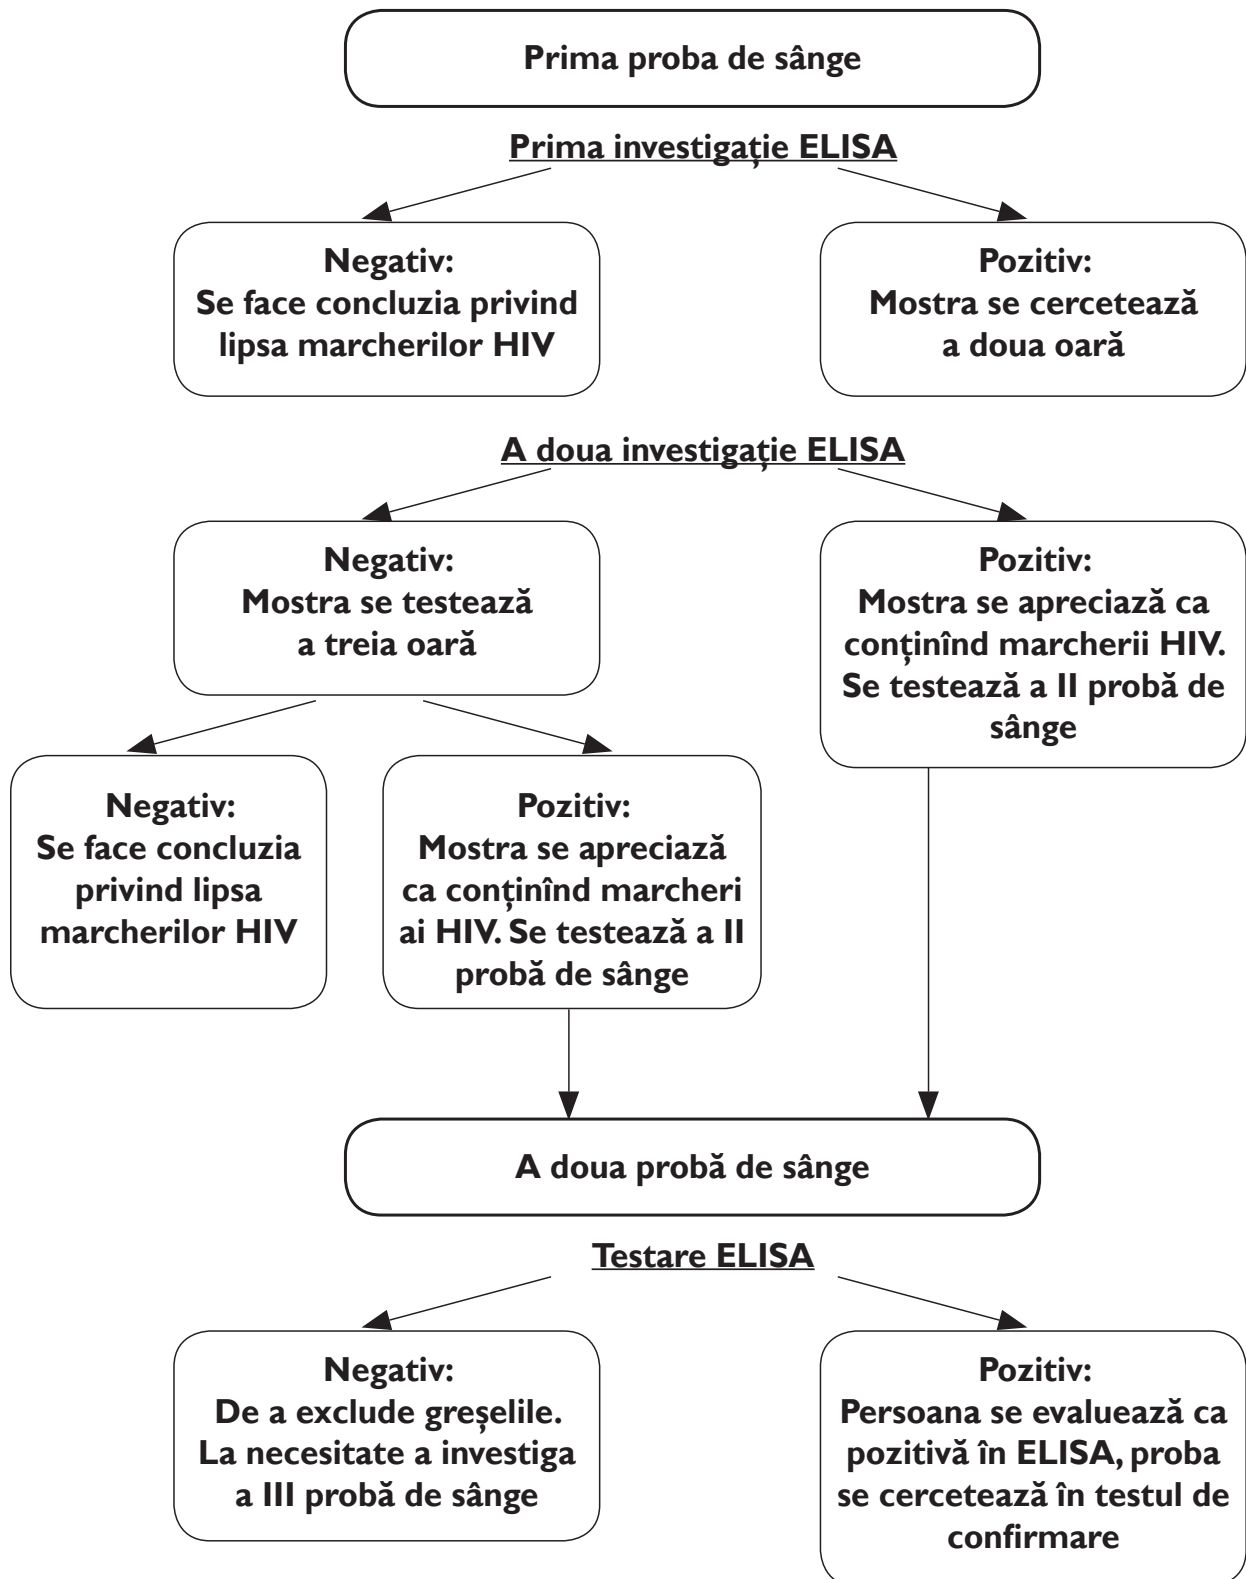 Prima proba de sânge
Prima investigație ELISA
Negativ:
Se face concluzia privind
lipsa marcherilor HIV
Pozitiv:
Mostra se cercetează
a doua oară
A doua investigație ELISA
Negativ:
Mostra se testează
a treia oară
Pozitiv:
Mostra se apreciază ca
conținînd marcherii HIV.
Se testează a II probă de
sânge
Negativ:
Se face concluzia
privind lipsa
marcherilor HIV
Pozitiv:
Mostra se apreciază
ca conținînd marcheri
ai HIV. Se testează a II
probă de sânge
A doua probă de sânge
Testare ELISA
Negativ:
De a exclude greșelile.
La necesitate a investiga
a III probă de sânge
Pozitiv:
Persoana se evaluează ca
pozitivă în ELISA, proba
se cercetează în testul de
confirmare